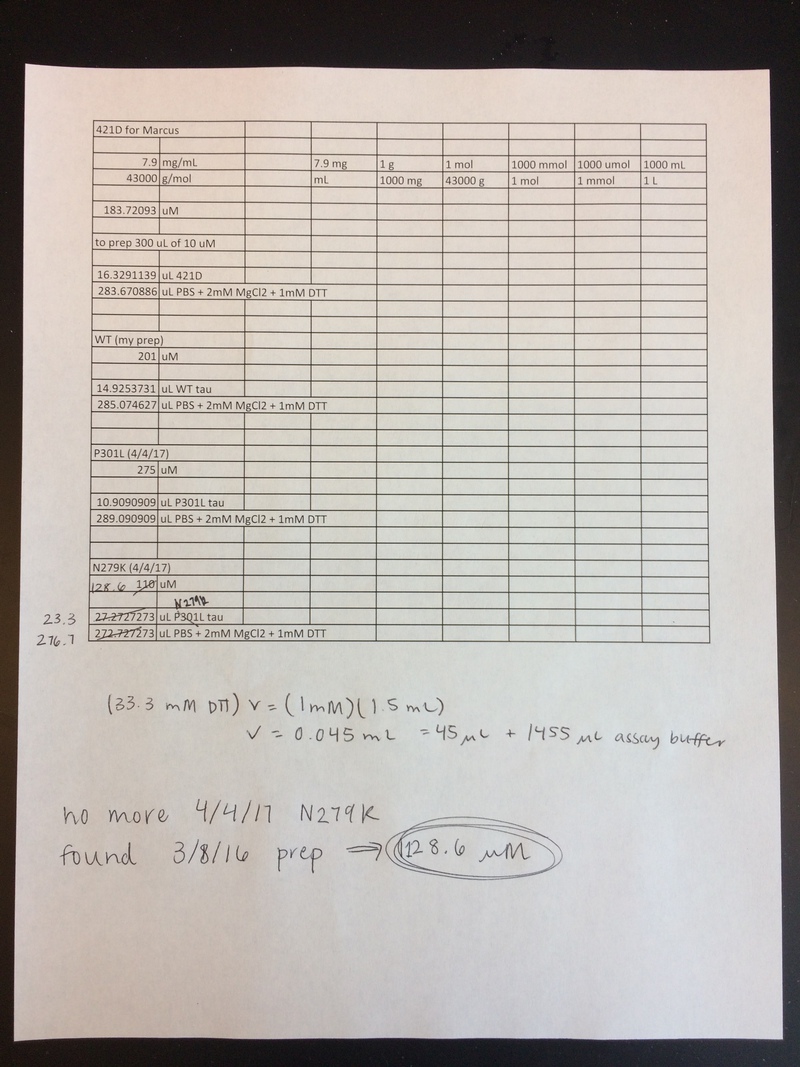 421D for Marcus
7.9 mg/mL 7.9 mg 1 g 1 mol 1000 mmol 1000 umol 1000 mL
43000 g/mol mL 1000 mg 43000 g 1 mol 1 mmol 1 L
183.72093 uM
to prep 300 uL of 10 uM
16.3291139 uL 421D
283.670886 uL PBS + 2mM MgCl2 + 1mM DTT
WT (my prep)
201 uM
14.9253731 uL WT tau
285.074627 uL PBS + 2mM MgCl2 + 1mM DTT
P301L (4/4/17)
275 uM
10.9090909 uL P301L tau
289.090909 uL PBS + 2mM MgCl2 + 1mM DTT
N279K (4/4/17)
128.6 110 uM
N279K
23.3 27.2727273 uL P301L tau
276.7 272.727273 uL PBS + 2mM MgCl2 + 1mM DTT
(33.3 mM DTT) V = (1mM)(1.5 mL)
V = 0.045 mL = 45 µL + 1455 µL assay buffer
no more 4/4/17 N279K
found 3/8/16 prep ⇒ 128.6 µM